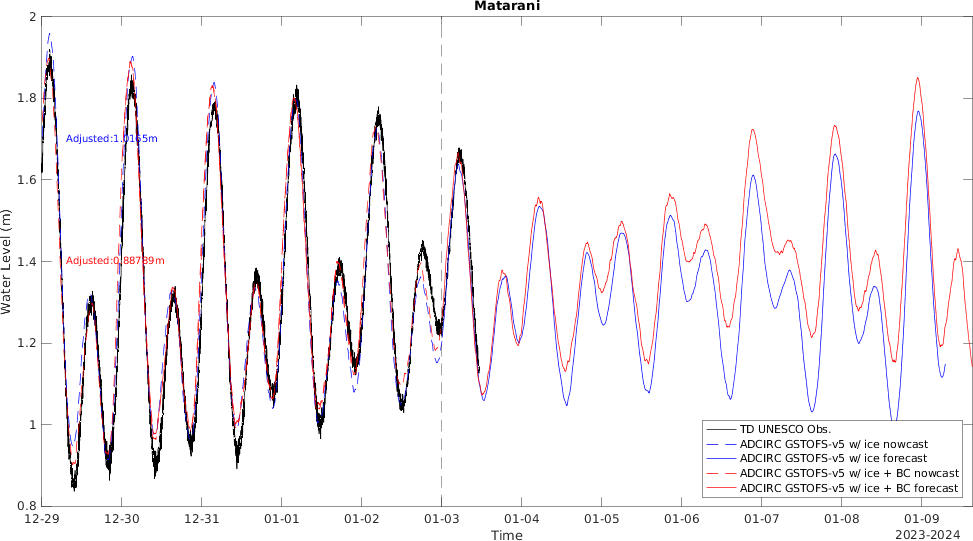 Matarani
2
1.8
1.6
1.4
1.2
1
0.8
Water Level (m)
Adjusted:1.0165m
Adjusted:0.88789m
TD UNESCO Obs.
ADCIRC GSTOFS-v5 w/ ice nowcast
ADCIRC GSTOFS-v5 w/ ice forecast
ADCIRC GSTOFS-v5 w/ ice + BC nowcast
ADCIRC GSTOFS-v5 w/ ice + BC forecast
12-29 12-30 12-31 01-01 01-02 01-03 01-04 01-05 01-06 01-07 01-08 01-09
Time
2023-2024